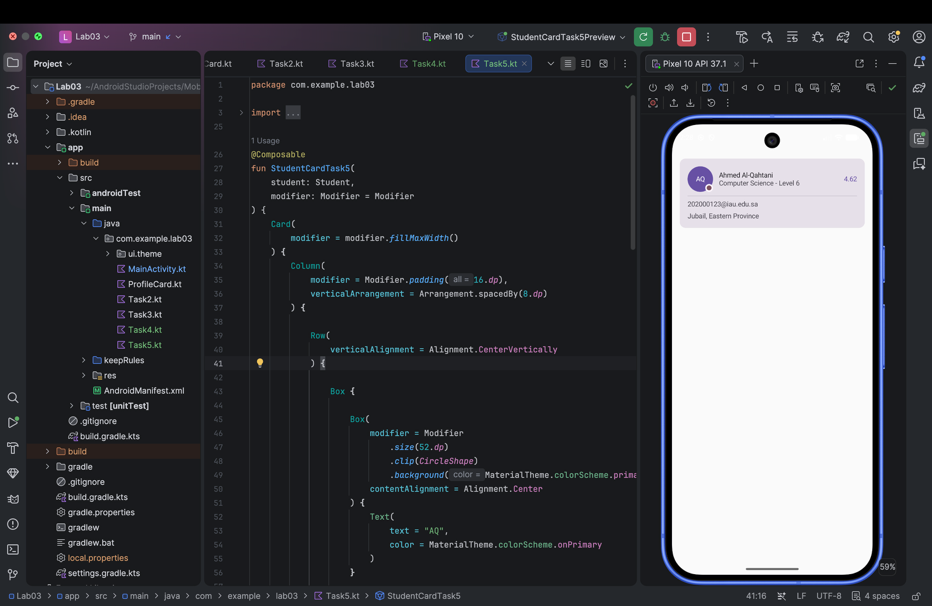 L Lab03
main
Pixel 10
StudentCardTask5Preview
Project
Card.kt
Task2.kt
Task3.kt
Task4.kt
Task5.kt
Pixel 10 API 37.1
Lab03 ~/AndroidStudioProjects/Mob
.gradle
.idea
.kotlin
app
build
src
androidTest
main
java
com.example.lab03
ui.theme
MainActivity.kt
ProfileCard.kt
Task2.kt
Task3.kt
Task4.kt
Task5.kt
keepRules
res
AndroidManifest.xml
test [unitTest]
.gitignore
build.gradle.kts
build
gradle
.gitignore
build.gradle.kts
gradle.properties
gradlew
gradlew.bat
local.properties
settings.gradle.kts
1 package com.example.lab03
2
3 import ...
25
1 Usage
26 @Composable
27 fun StudentCardTask5(
28 student: Student,
29 modifier: Modifier = Modifier
30 ) {
31 Card(
32 modifier = modifier.fillMaxWidth()
33 ) {
34 Column(
35 modifier = Modifier.padding( all = 16.dp),
36 verticalArrangement = Arrangement.spacedBy(8.dp)
37 ) {
38
39 Row(
40 verticalAlignment = Alignment.CenterVertically
41 ) {
42
43 Box {
44
45 Box(
46 modifier = Modifier
47 .size(52.dp)
48 .clip(CircleShape)
49 .background( color = MaterialTheme.colorScheme.prima
50 contentAlignment = Alignment.Center
51 ) {
52 Text(
53 text = "AQ",
54 color = MaterialTheme.colorScheme.onPrimary
55 )
56 }
AQ
Ahmed Al-Qahtani
Computer Science - Level 6
4.62
202000123@iau.edu.sa
Jubail, Eastern Province
59%
Lab03 app src main java com example lab03 Task5.kt StudentCardTask5
41:16 LF UTF-8 4 spaces